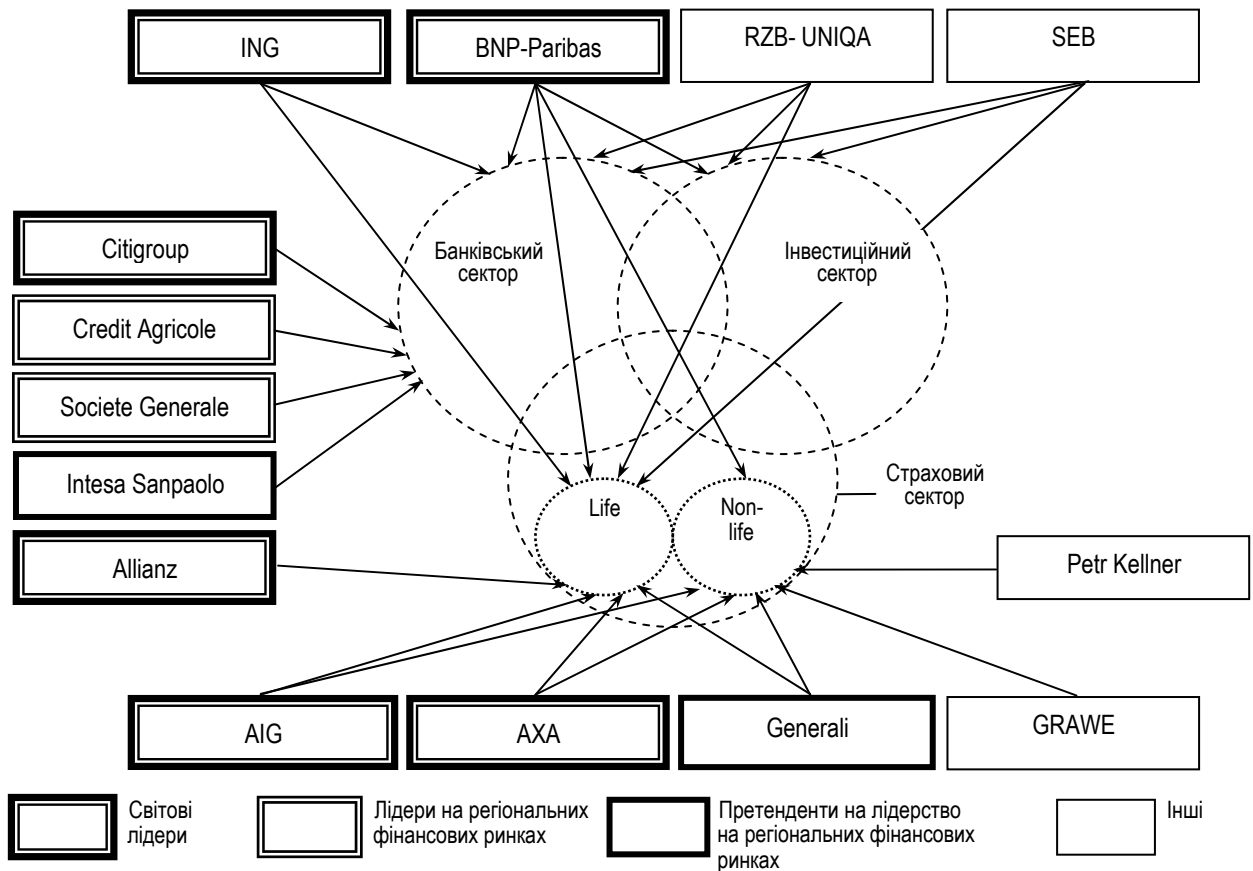 ING
BNP-Paribas
RZB- UNIQA
SEB
Citigroup
Credit Agricole
Societe Generale
Intesa Sanpaolo
Allianz
Банківський
сектор
Інвестиційний
сектор
Страховий
сектор
Life
Non-
life
Petr Kellner
AIG
AXA
Generali
GRAWE
Світові
лідери
Лідери на регіональних
фінансових ринках
Претенденти на лідерство
на регіональних фінансових
ринках
Інші